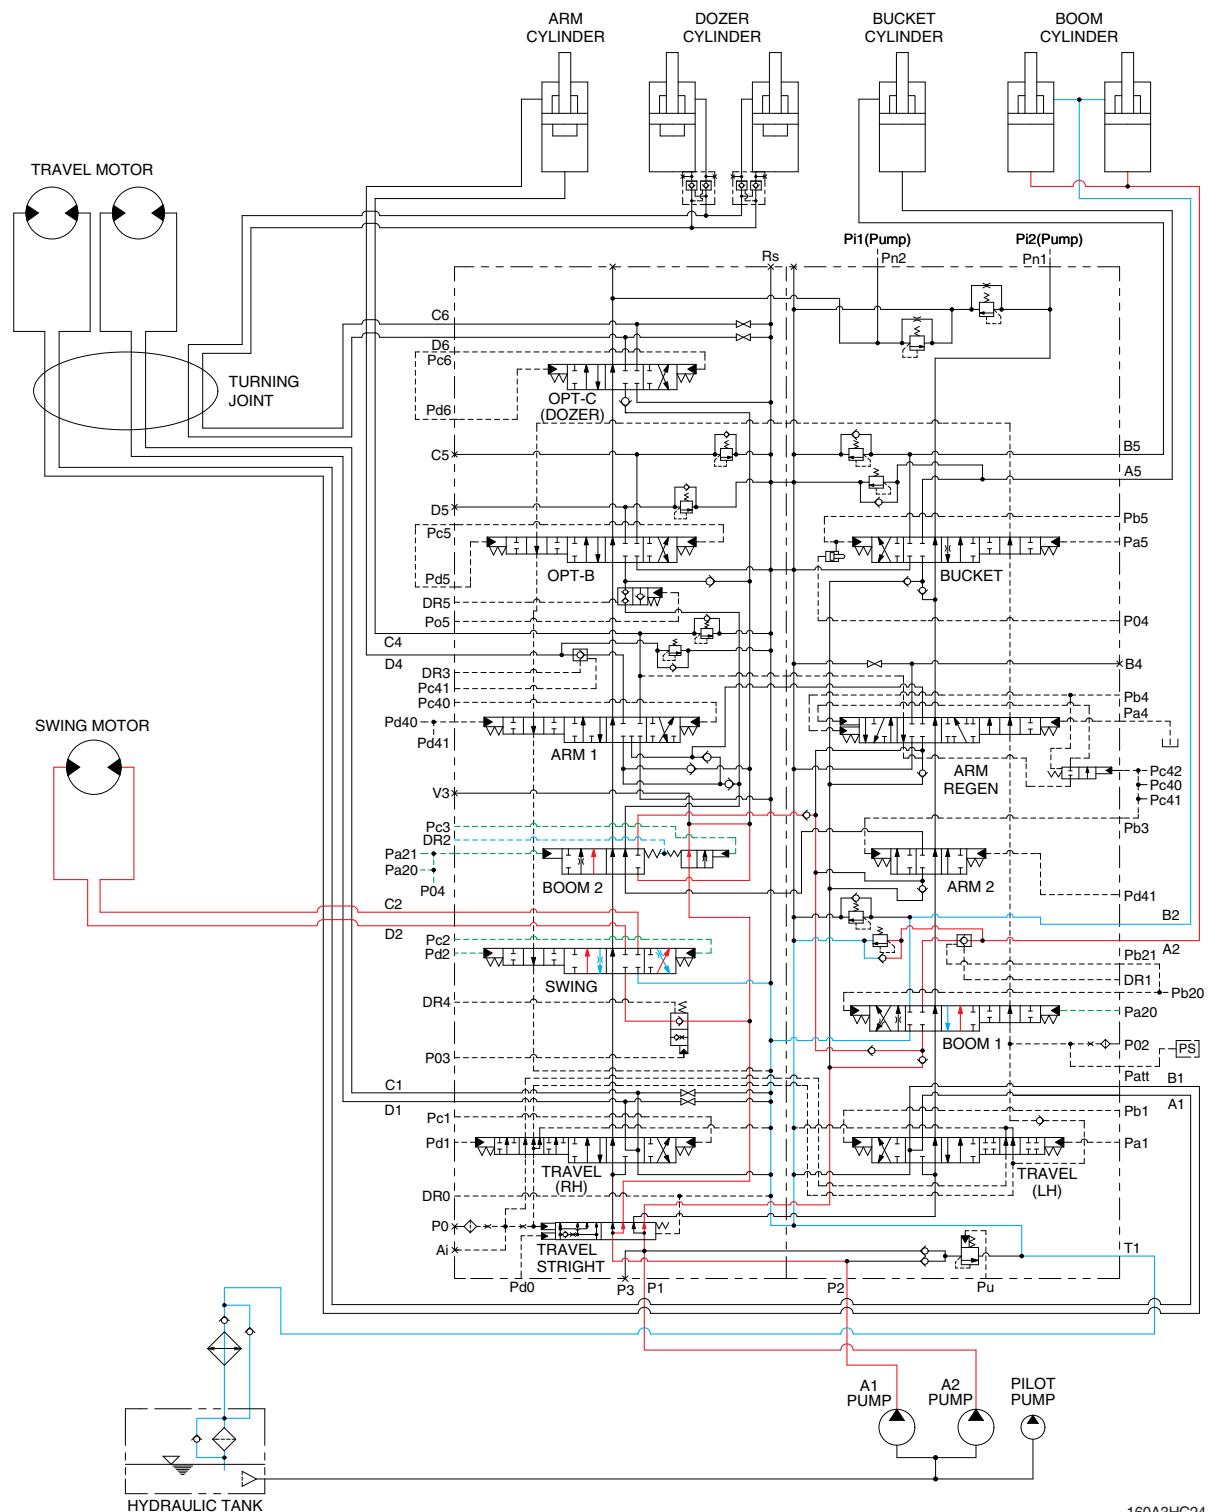 ARM
CYLINDER
DOZER
CYLINDER
BUCKET
CYLINDER
BOOM
CYLINDER
TRAVEL MOTOR
TURNING
JOINT
SWING MOTOR
Pi1(Pump)
Pn2
Pi2(Pump)
Pn1
Rs
C6
D6
Pc6
Pd6
OPT-C
(DOZER)
C5
D5
Pc5
Pd5
OPT-B
DR5
Po5
C4
D4
DR3
Pc41
Pc40
Pd40
Pd41
ARM 1
V3
Pc3
DR2
Pa21
Pa20
P04
BOOM 2
C2
D2
Pc2
Pd2
SWING
DR4
P03
C1
D1
Pc1
Pd1
TRAVEL
(RH)
DR0
P0
Ai
TRAVEL
STRIGHT
Pd0
P3
P1
P2
Pu
B5
A5
Pb5
Pa5
BUCKET
P04
B4
Pb4
Pa4
ARM
REGEN
Pc42
Pc40
Pc41
Pb3
ARM 2
Pd41
B2
A2
Pb21
DR1
Pb20
Pa20
BOOM 1
P02
PS
Patt
B1
A1
Pb1
Pa1
TRAVEL
(LH)
T1
A1
PUMP
A2
PUMP
PILOT
PUMP
HYDRAULIC TANK
160A3HC24